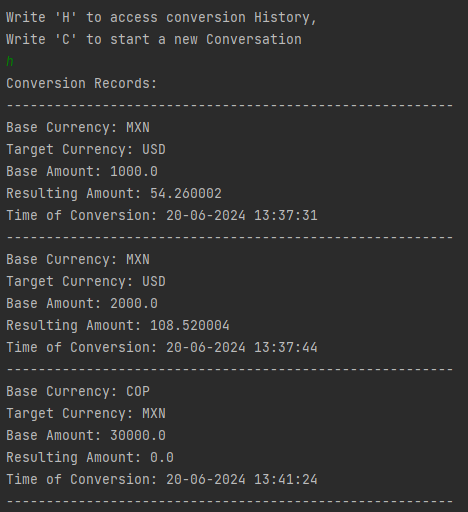 Write 'H' to access conversion History,
Write 'C' to start a new Conversation
h
Conversion Records:
--------------------------------------------------------
Base Currency: MXN
Target Currency: USD
Base Amount: 1000.0
Resulting Amount: 54.260002
Time of Conversion: 20-06-2024 13:37:31
--------------------------------------------------------
Base Currency: MXN
Target Currency: USD
Base Amount: 2000.0
Resulting Amount: 108.520004
Time of Conversion: 20-06-2024 13:37:44
--------------------------------------------------------
Base Currency: COP
Target Currency: MXN
Base Amount: 30000.0
Resulting Amount: 0.0
Time of Conversion: 20-06-2024 13:41:24
--------------------------------------------------------